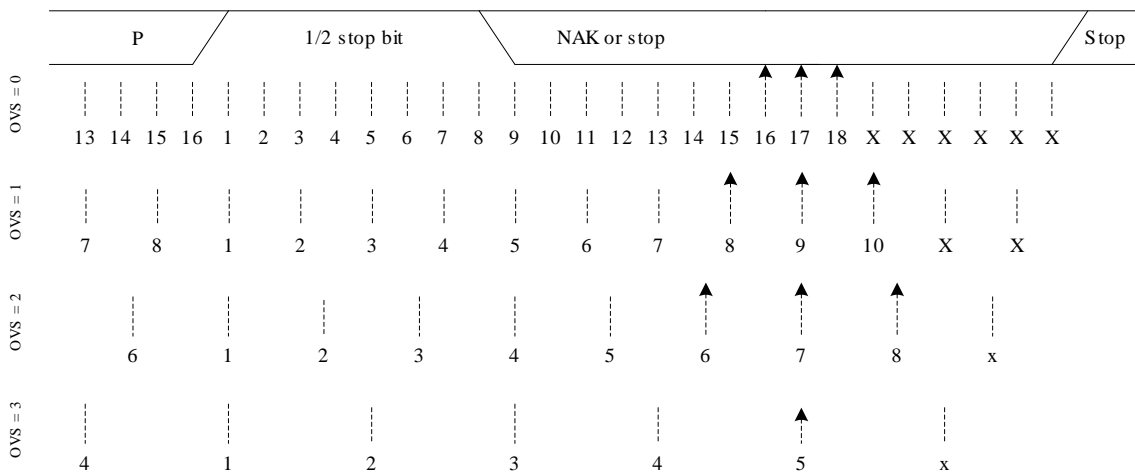 P 1/2 stop bit NAK or stop Stop
OVS = 0
13 14 15 16 1 2 3 4 5 6 7 8 9 10 11 12 13 14 15 16 17 18 X X X X X X
OVS = 1
7 8 1 2 3 4 5 6 7 8 9 10 X X
OVS = 2
6 1 2 3 4 5 6 7 8 x
OVS = 3
4 1 2 3 4 5 x